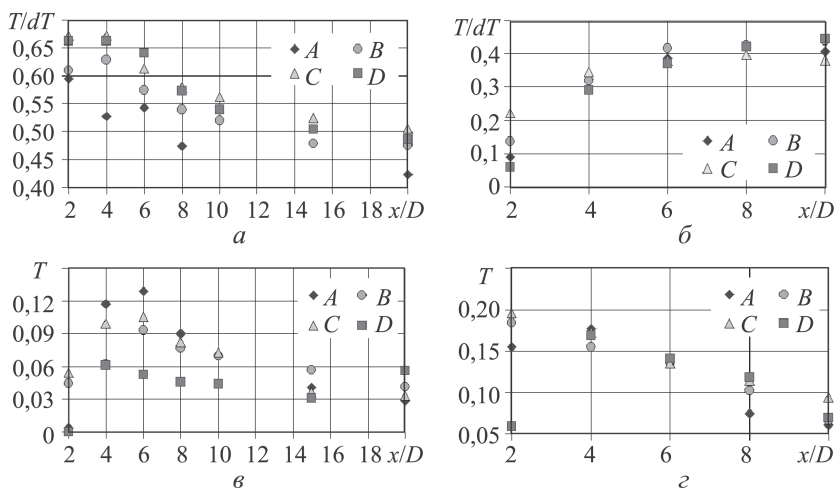 T/dT
0,65
0,60
0,55
0,50
0,45
0,40
A B
C D
2 4 6 8 10 12 14 16 18 x/D
а
T/dT
0,4
0,3
0,2
0,1
0
A B
C D
2 4 6 8 x/D
б
T
0,12
0,09
0,06
0,03
0
A B
C D
2 4 6 8 10 12 14 16 18 x/D
в
T
0,20
0,15
0,10
0,05
A B
C D
2 4 6 8 x/D
г